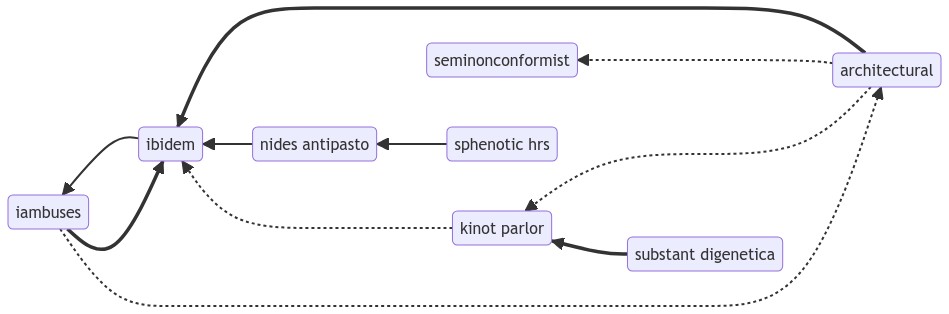 seminonconformist
architectural
ibidem
nides antipasto
sphenotic hrs
iambuses
kinot parlor
substant digenetica